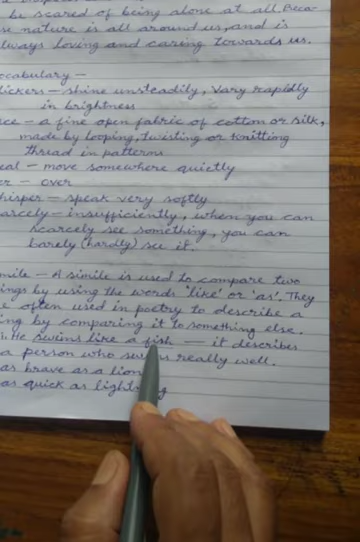 be scared of being alone at all. Beca-
se nature is all around us, and is
lways loving and caring towards us.
ocabulary —
lickers — shine unsteadily, vary rapidly
in brightness
ce — a fine open fabric of cotton or silk,
made by looping, twisting or knitting
thread in patterns
eal — move somewhere quietly
er — over
hisper — speak very softly
arcely — insufficiently, when you can
scarcely see something, you can
barely (hardly) see it.
mile — A simile is used to compare two
ings by using the words 'like' or 'as'. They
e often used in poetry to describe a
ing by comparing it to something else.
1. He swims like a fish — it describes
a person who swims really well.
as brave as a lion
as quick as lightning